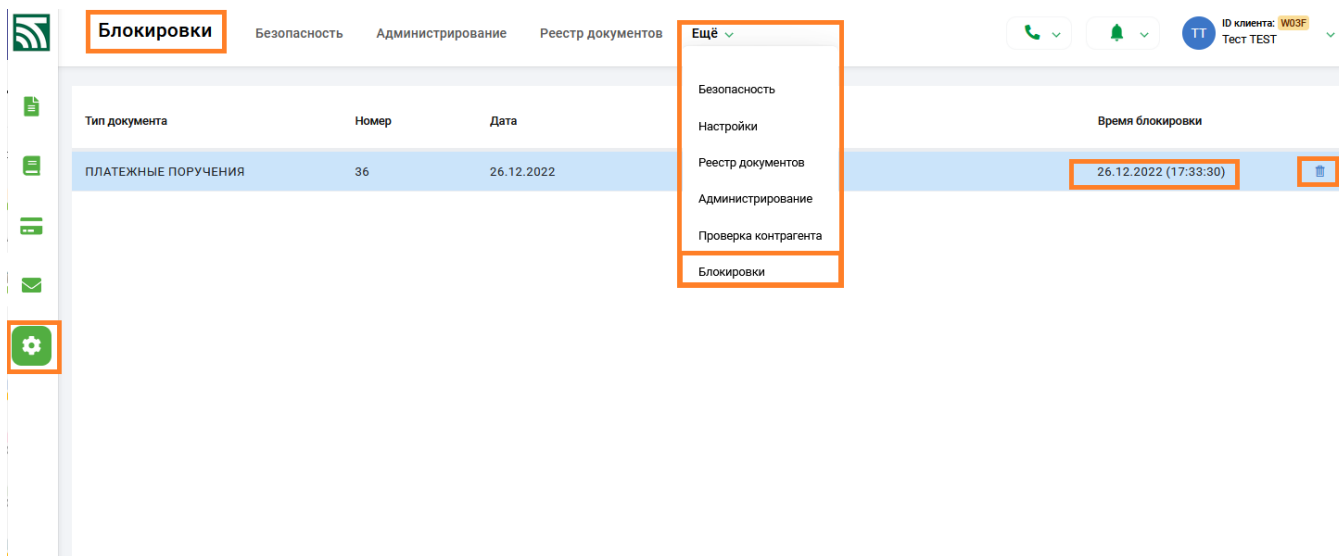 Блокировки Безопасность Администрирование Реестр документов Ещё
ID клиента: W03F
ТТ Тест TEST
Безопасность
Настройки
Реестр документов
Администрирование
Проверка контрагента
Блокировки
Тип документа Номер Дата Время блокировки
ПЛАТЕЖНЫЕ ПОРУЧЕНИЯ 36 26.12.2022 26.12.2022 (17:33:30)